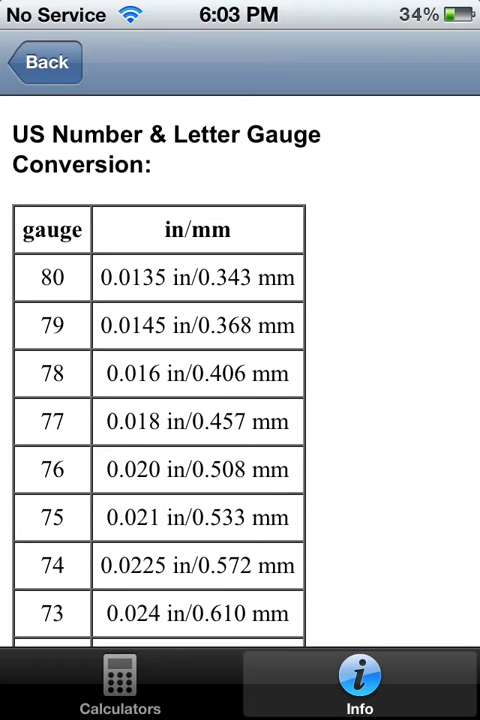 No Service 6:03 PM 34%
Back
US Number & Letter Gauge
Conversion:
gauge in/mm
80 0.0135 in/0.343 mm
79 0.0145 in/0.368 mm
78 0.016 in/0.406 mm
77 0.018 in/0.457 mm
76 0.020 in/0.508 mm
75 0.021 in/0.533 mm
74 0.0225 in/0.572 mm
73 0.024 in/0.610 mm
Calculators Info